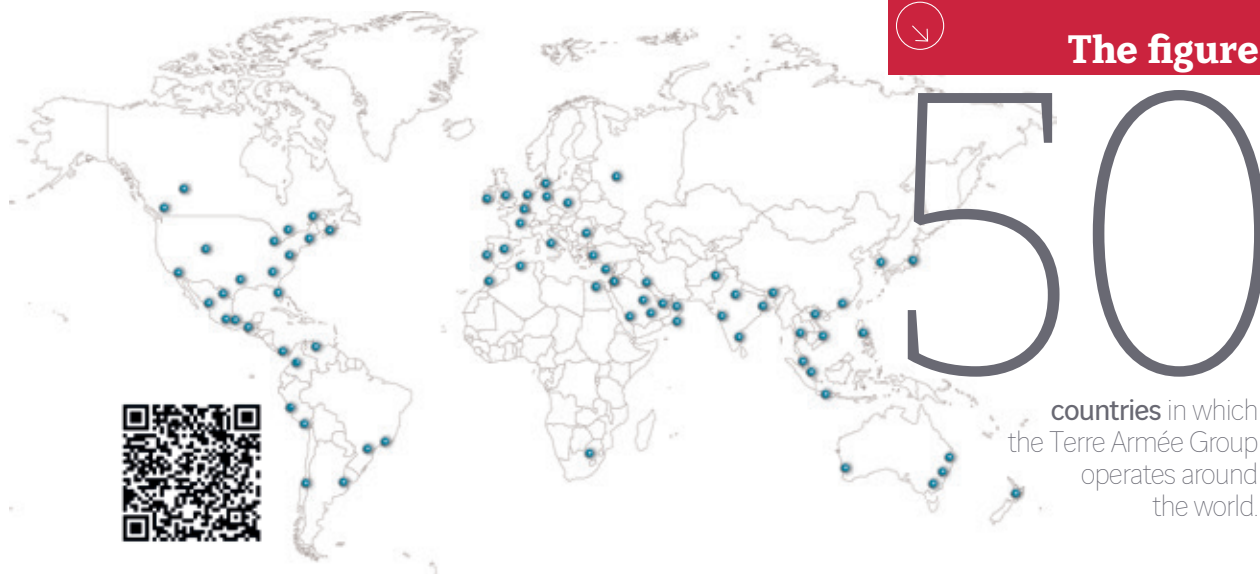 The figure
50
countries in which
the Terre Armée Group
operates around
the world.